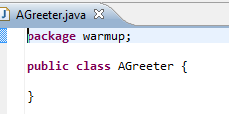 AGreeter.java
package warmup;
public class AGreeter {
}